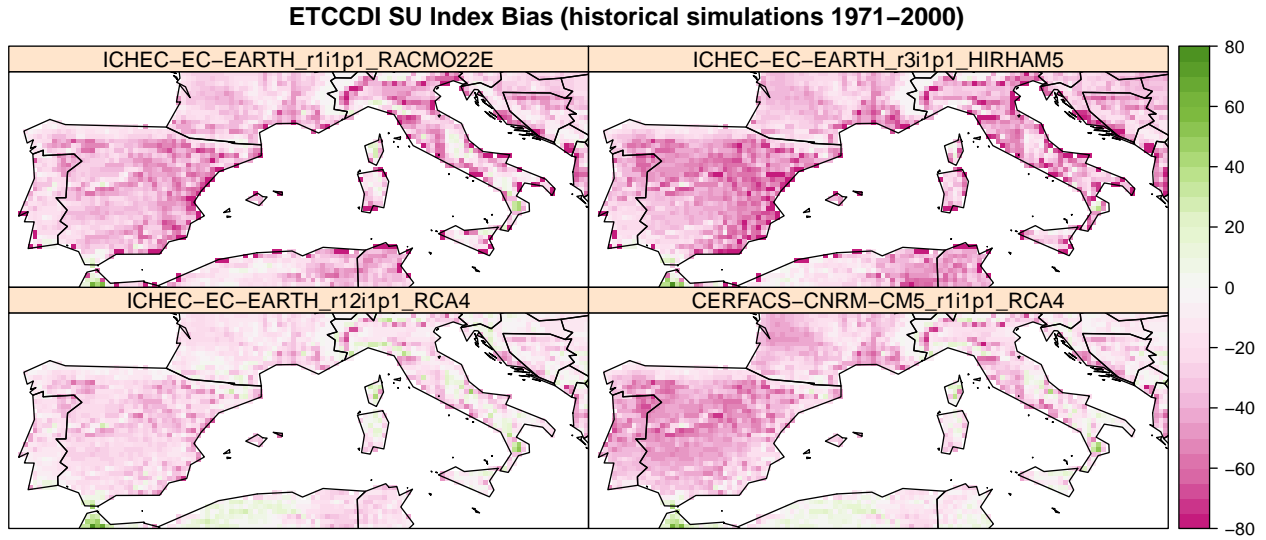 ETCCDI SU Index Bias (historical simulations 1971−2000)
ICHEC−EC−EARTH_r1i1p1_RACMO22E
ICHEC−EC−EARTH_r3i1p1_HIRHAM5
ICHEC−EC−EARTH_r12i1p1_RCA4
CERFACS−CNRM−CM5_r1i1p1_RCA4
80
60
40
20
0
−20
−40
−60
−80